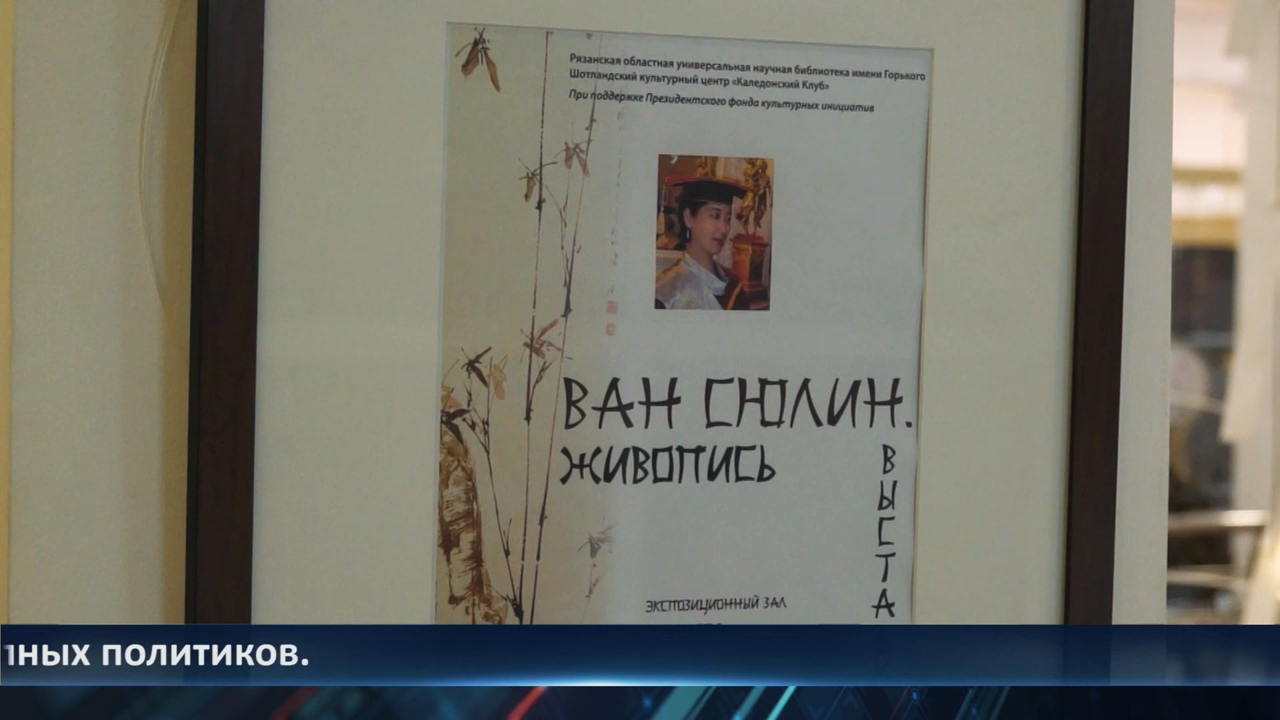 Рязанская областная универсальная научная библиотека имени Горького
Шотландский культурный центр «Каледонский Клуб»
При поддержке Президентского фонда культурных инициатив
ВАН СЮЛИН.
ЖИВОПИСЬ
ВЫСТА
ЭКСПОЗИЦИОННЫЙ ЗАЛ
политиков.